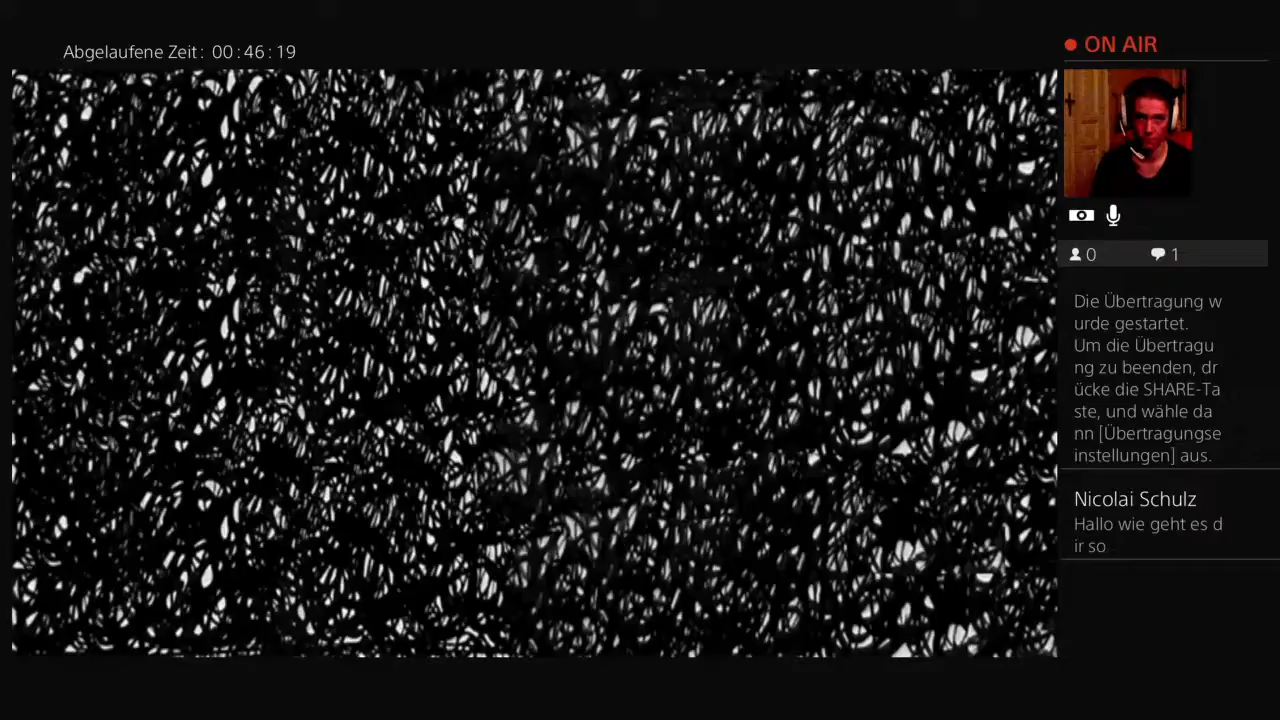 Abgelaufene Zeit: 00:46:19
ON AIR
0 1
Die Übertragung w
urde gestartet.
Um die Übertragu
ng zu beenden, dr
ücke die SHARE-Ta
ste, und wähle da
nn [Übertragungse
instellungen] aus.
Nicolai Schulz
Hallo wie geht es d
ir so